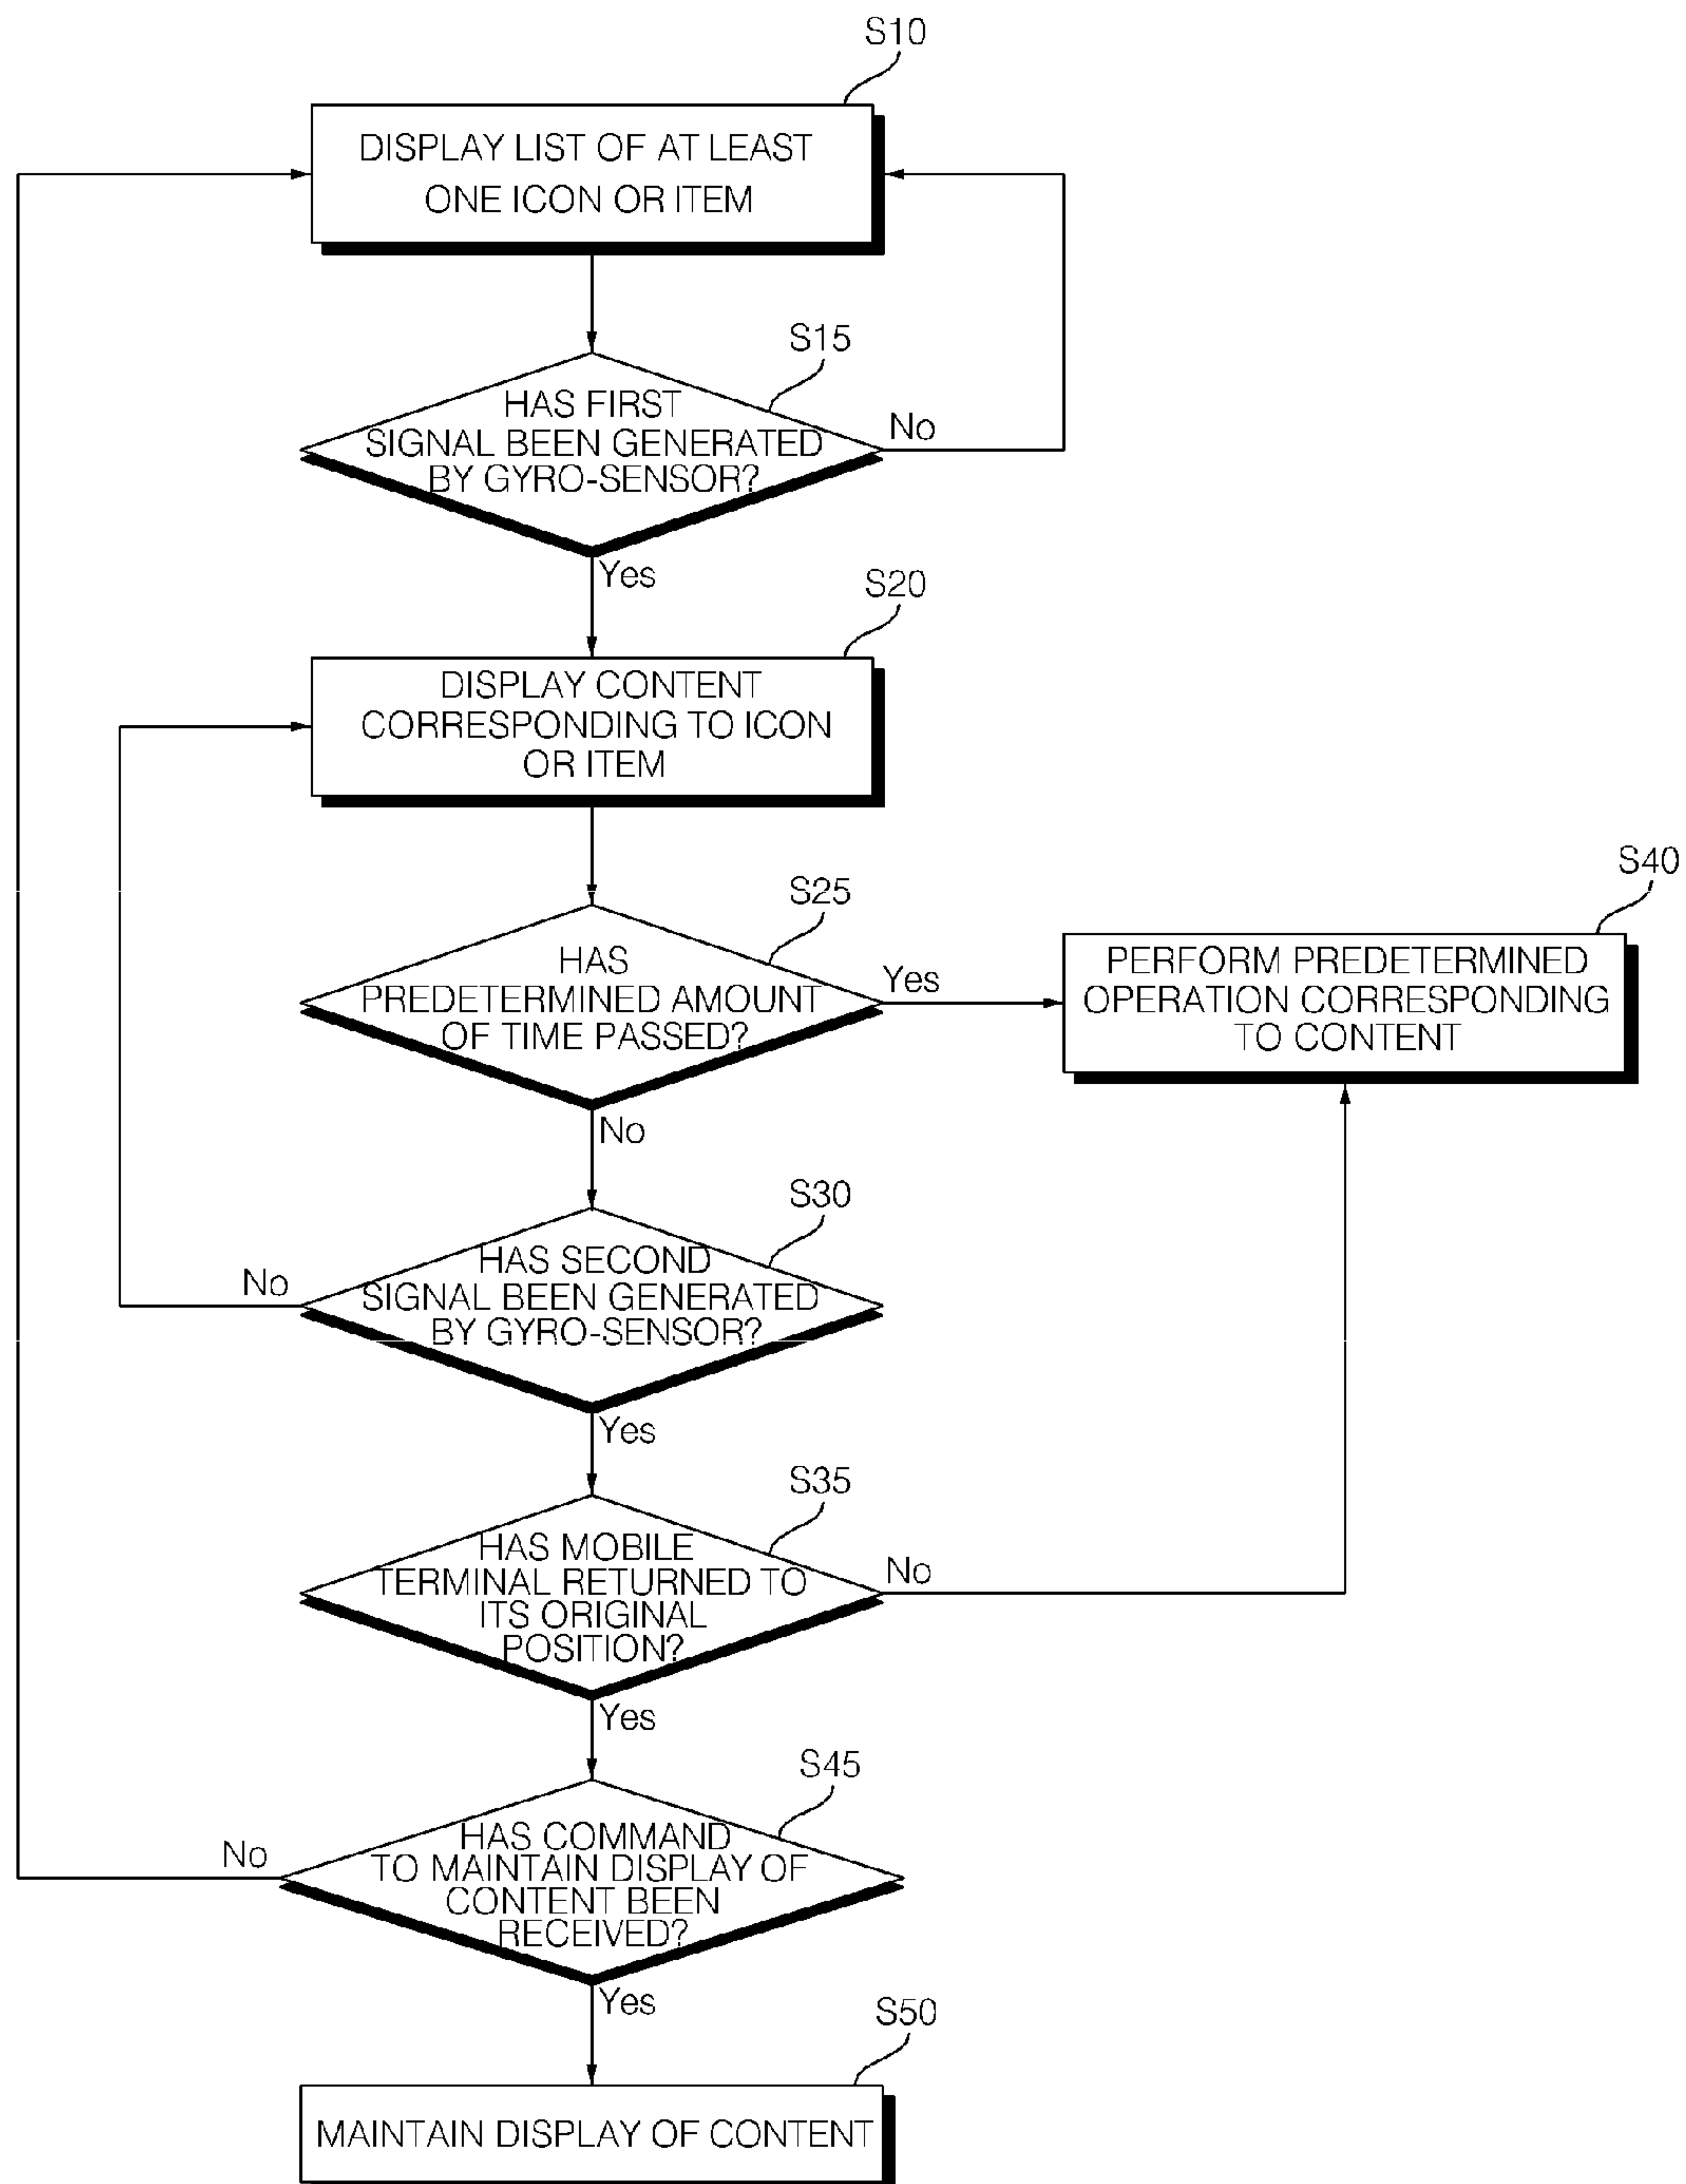 S10
DISPLAY LIST OF AT LEAST
ONE ICON OR ITEM
S15
HAS FIRST
SIGNAL BEEN GENERATED
BY GYRO-SENSOR?
No
Yes
S20
DISPLAY CONTENT
CORRESPONDING TO ICON
OR ITEM
S25
HAS
PREDETERMINED AMOUNT
OF TIME PASSED?
Yes
S40
PERFORM PREDETERMINED
OPERATION CORRESPONDING
TO CONTENT
No
S30
HAS SECOND
SIGNAL BEEN GENERATED
BY GYRO-SENSOR?
No
Yes
S35
HAS MOBILE
TERMINAL RETURNED TO
ITS ORIGINAL
POSITION?
No
Yes
S45
HAS COMMAND
TO MAINTAIN DISPLAY OF
CONTENT BEEN
RECEIVED?
No
Yes
S50
MAINTAIN DISPLAY OF CONTENT